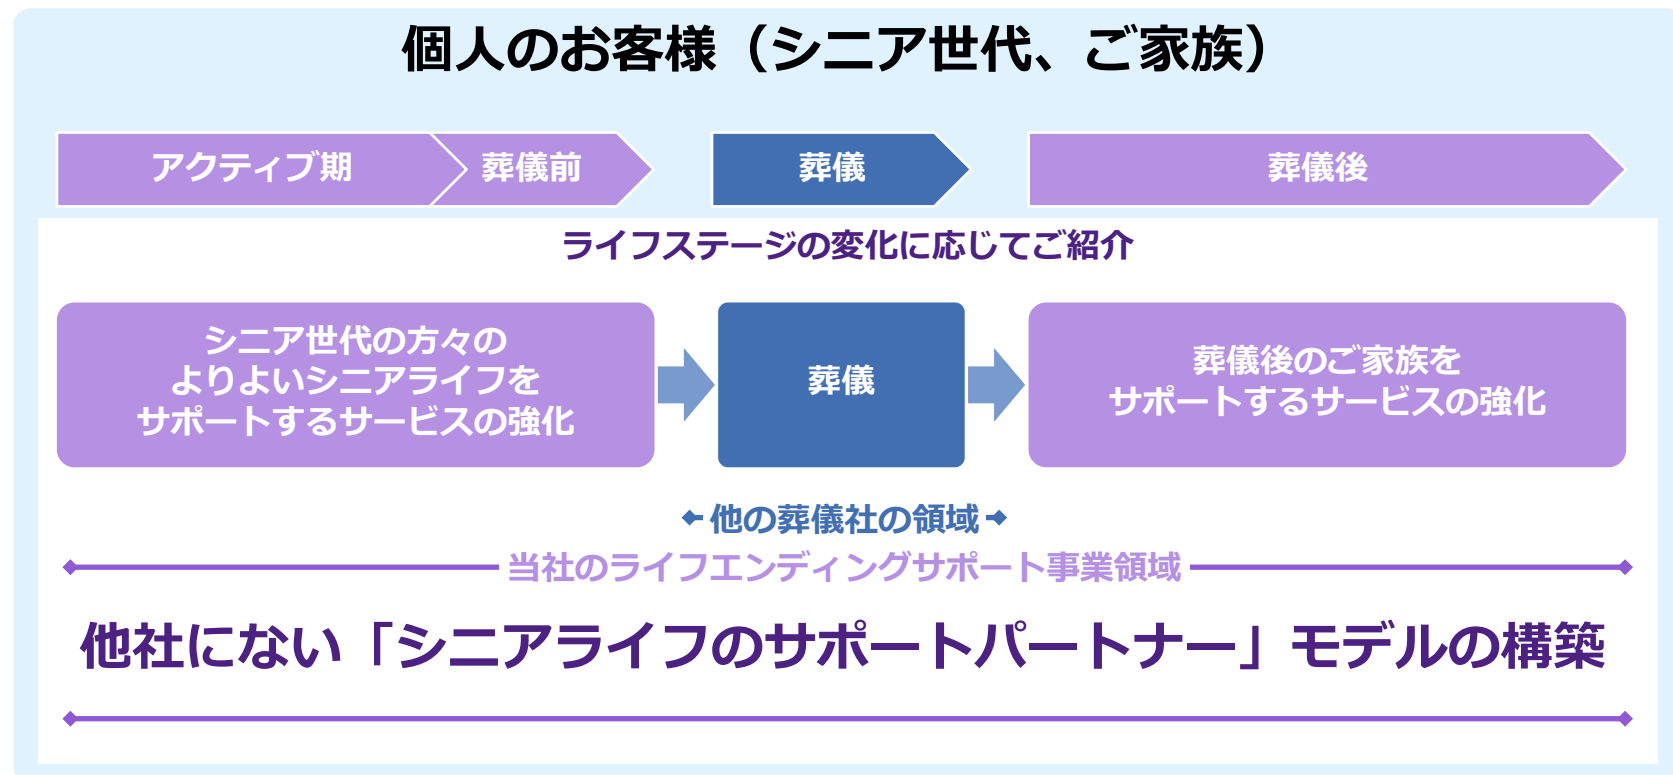 個人のお客様（シニア世代、ご家族）
アクティブ期
葬儀前
葬儀
葬儀後
ライフステージの変化に応じてご紹介
シニア世代の方々の
よりよいシニアライフを
サポートするサービスの強化
葬儀
葬儀後のご家族を
サポートするサービスの強化
他の葬儀社の領域
当社のライフエンディングサポート事業領域
他社にない「シニアライフのサポートパートナー」モデルの構築